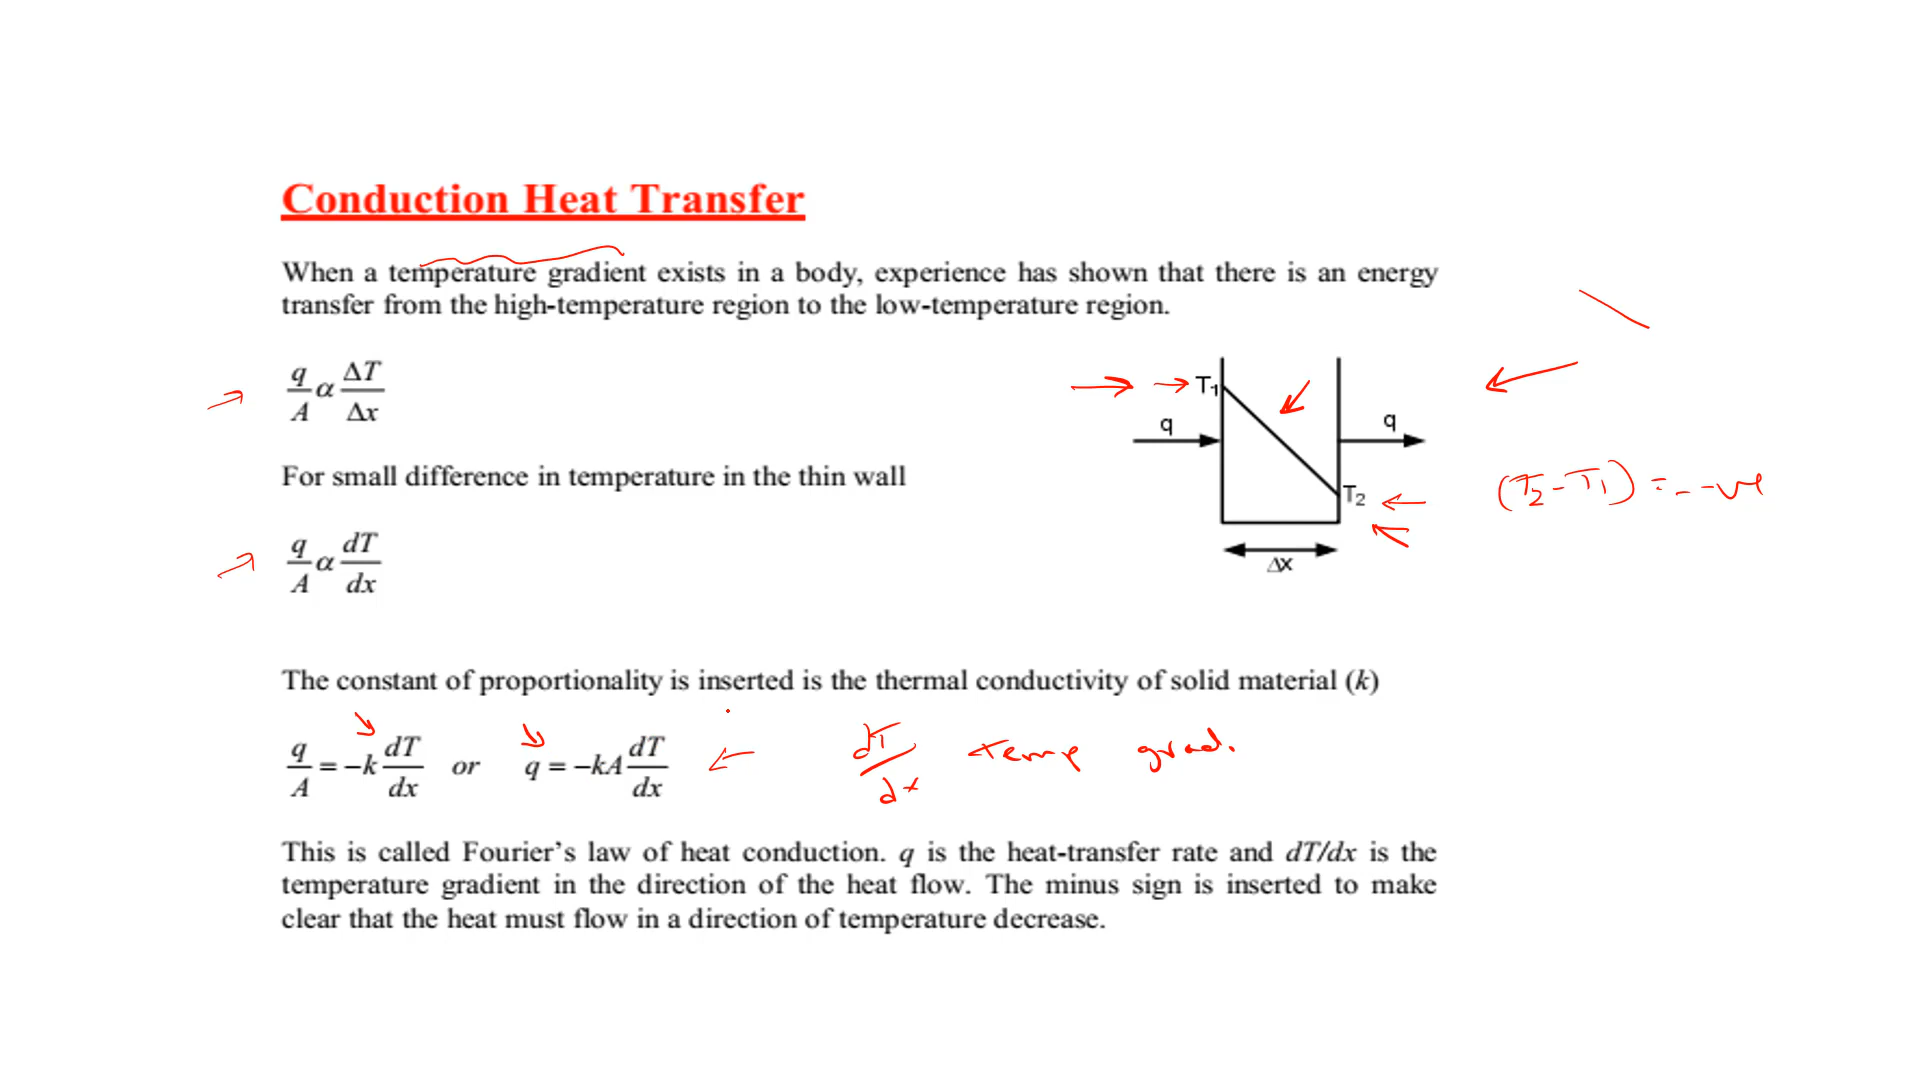 Conduction Heat Transfer
When a temperature gradient exists in a body, experience has shown that there is an energy
transfer from the high-temperature region to the low-temperature region.
q/A α ΔT/Δx
For small difference in temperature in the thin wall
q/A α dT/dx
T1
q
q
T2
Δx
(T2 - T1) = - -ve
The constant of proportionality is inserted is the thermal conductivity of solid material (k)
q/A = -k dT/dx or q = -kA dT/dx
dT/dx temp grad.
This is called Fourier's law of heat conduction. q is the heat-transfer rate and dT/dx is the
temperature gradient in the direction of the heat flow. The minus sign is inserted to make
clear that the heat must flow in a direction of temperature decrease.